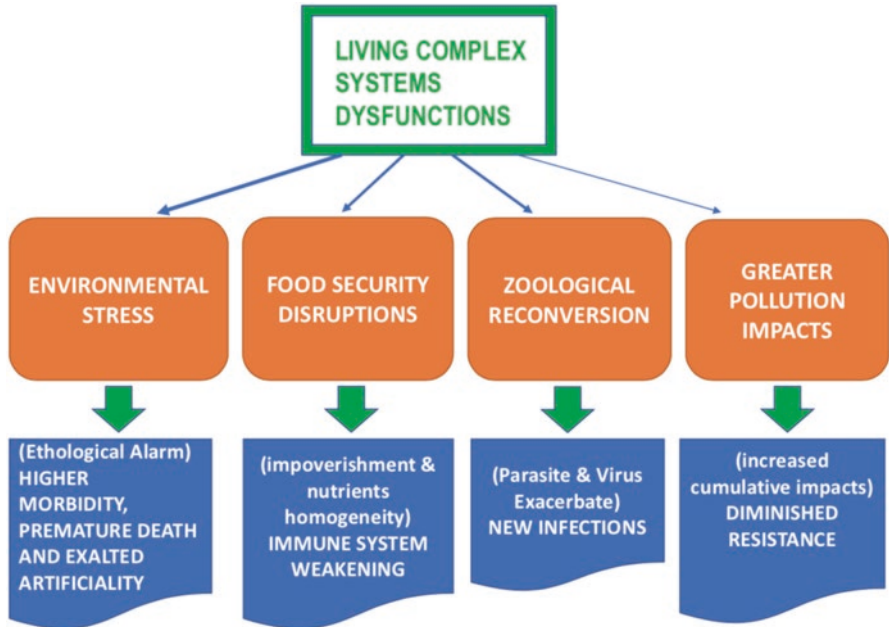 LIVING COMPLEX
SYSTEMS
DYSFUNCTIONS
ENVIRONMENTAL
STRESS
FOOD SECURITY
DISRUPTIONS
ZOOLOGICAL
RECONVERSION
GREATER
POLLUTION
IMPACTS
(Ethological Alarm)
HIGHER
MORBIDITY,
PREMATURE DEATH
AND EXALTED
ARTIFICIALITY
(impoverishment &
nutrients
homogeneity)
IMMUNE SYSTEM
WEAKENING
(Parasite & Virus
Exacerbate)
NEW INFECTIONS
(increased
cumulative impacts)
DIMINISHED
RESISTANCE